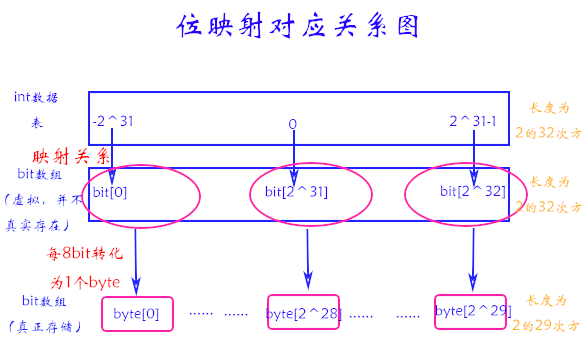 位映射对应关系图
int数据
表
-2^31
0
2^31-1
长度为
2的32次方
映射关系
bit数组
(虚拟，并不
真实存在)
bit[0]
bit[2^31]
bit[2^32]
长度为
2的32次方
每8bit转化
为1个byte
bit数组
(真正存储)
byte[0]
······ ······
byte[2^28]
······ ······
byte[2^29]
长度为
2的29次方